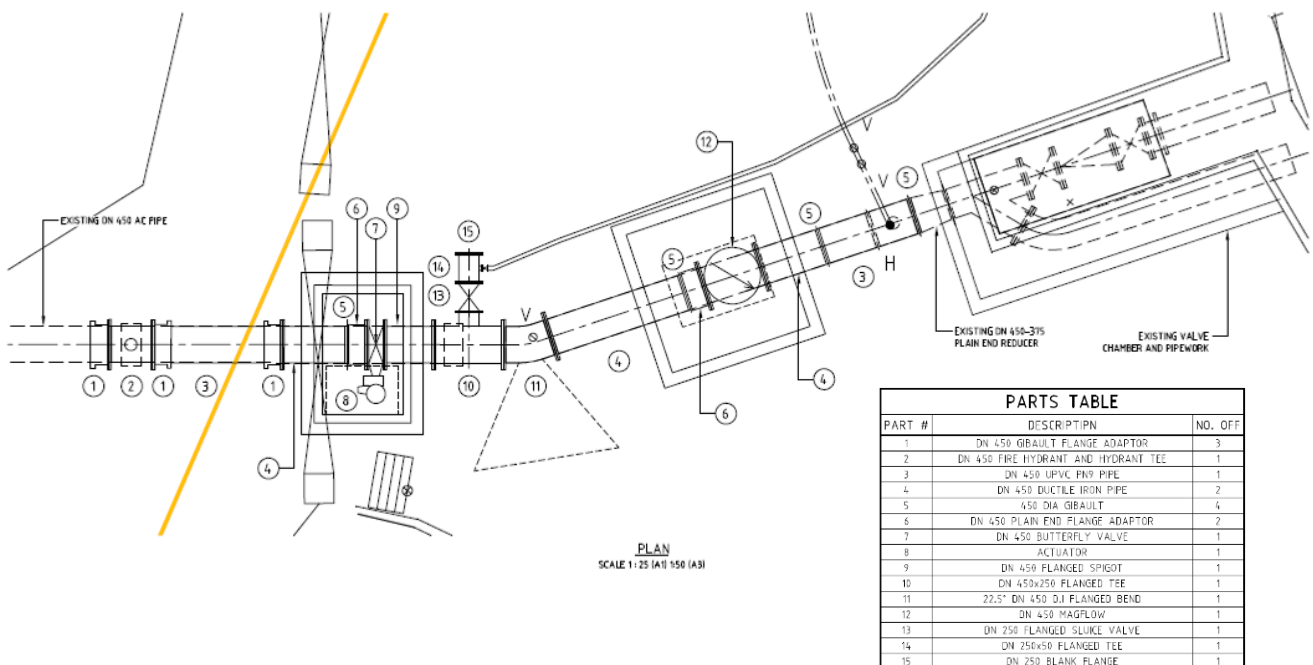 12
V
V
5
15
6
9
7
5
EXISTING DN 450 AC PIPE
14
5
3
H
13
5
V
EXISTING DN 450-375
PLAIN END REDUCER
EXISTING VALVE
CHAMBER AND PIPEWORK
4
4
1
2
1
3
1
8
10
11
6
4
PLAN
SCALE 1:25 (A1) 1:50 (A3)
PARTS TABLE
PART # DESCRIPTIPN NO. OFF
1 DN 450 GIBAULT FLANGE ADAPTOR 3
2 DN 450 FIRE HYDRANT AND HYDRANT TEE 1
3 DN 450 UPVC PN9 PIPE 1
4 DN 450 DUCTILE IRON PIPE 2
5 450 DIA GIBAULT 4
6 DN 450 PLAIN END FLANGE ADAPTOR 2
7 DN 450 BUTTERFLY VALVE 1
8 ACTUATOR 1
9 DN 450 FLANGED SPIGOT 1
10 DN 450x250 FLANGED TEE 1
11 22.5° DN 450 D.I FLANGED BEND 1
12 DN 450 MAGFLOW 1
13 DN 250 FLANGED SLUICE VALVE 1
14 DN 250x50 FLANGED TEE 1
15 DN 250 BLANK FLANGE 1